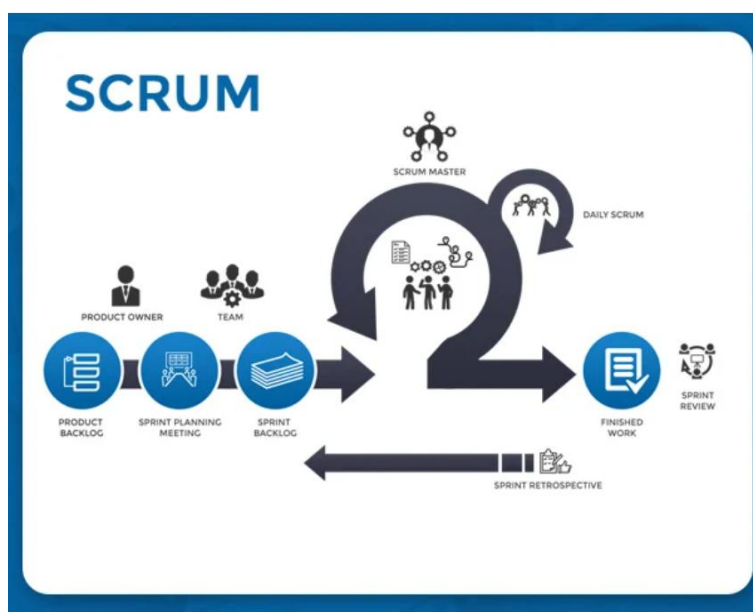 SCRUM
SCRUM MASTER
DAILY SCRUM
PRODUCT OWNER
TEAM
PRODUCT
BACKLOG
SPRINT PLANNING
MEETING
SPRINT
BACKLOG
FINISHED
WORK
SPRINT
REVIEW
SPRINT RETROSPECTIVE